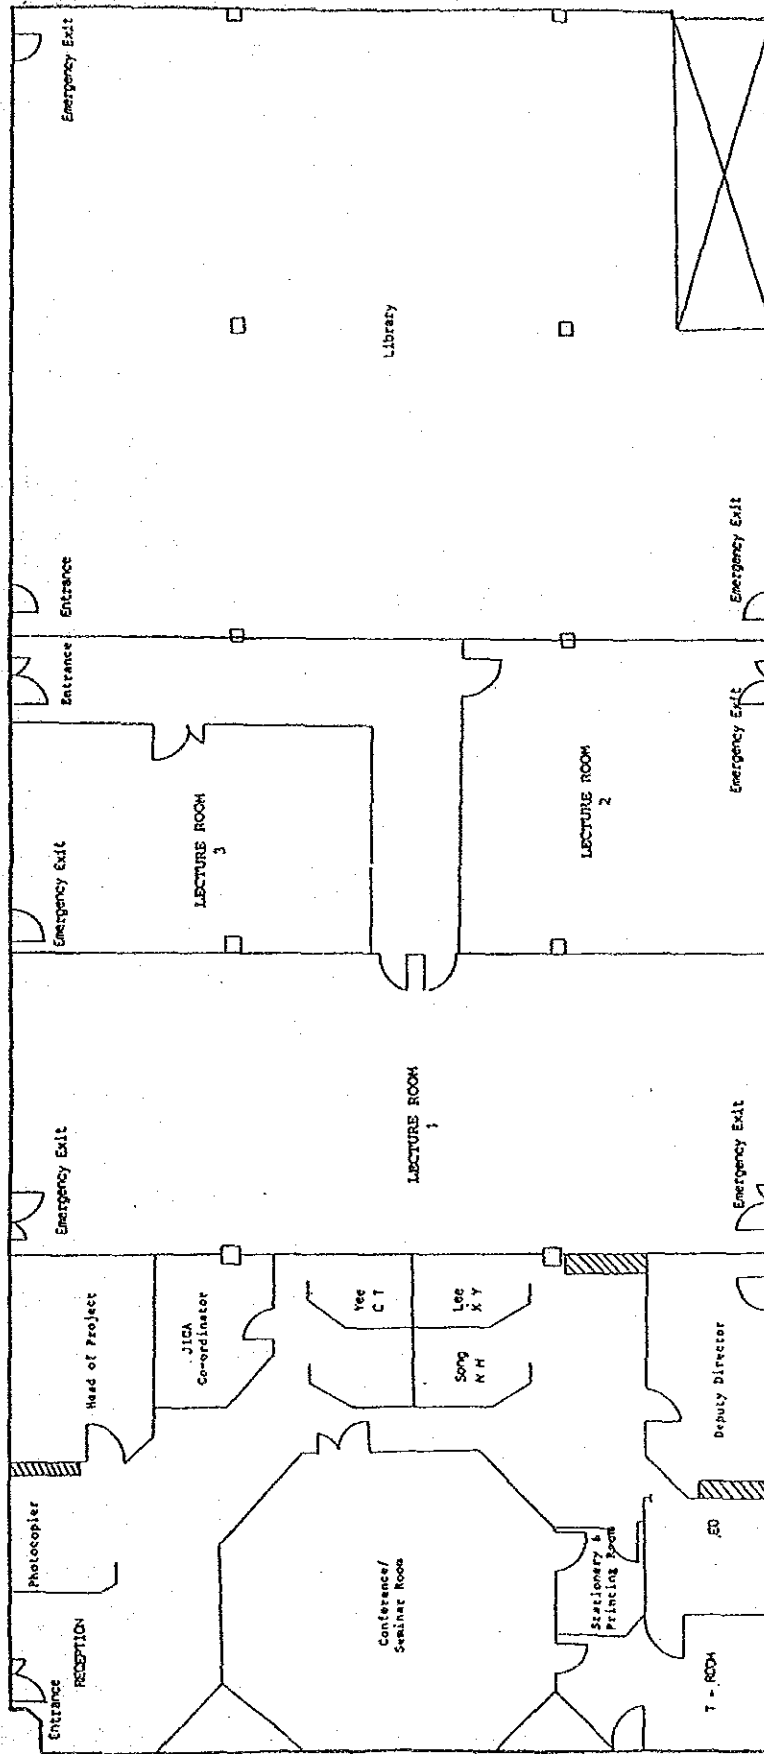 Emergency Exit
Library
Entrance
Emergency Exit
Entrance
Emergency Exit
LECTURE ROOM
3
LECTURE ROOM
2
Emergency Exit
LECTURE ROOM
1
Emergency Exit
Emergency Exit
Head of Project
JICA
Co-ordinator
Yee
C T
Lee
X Y
Song
N H
Deputy Director
Photocopier
RECEPTION
Entrance
Conference/
Seminar Room
Stationery &
Printing Room
EO
T - ROOM